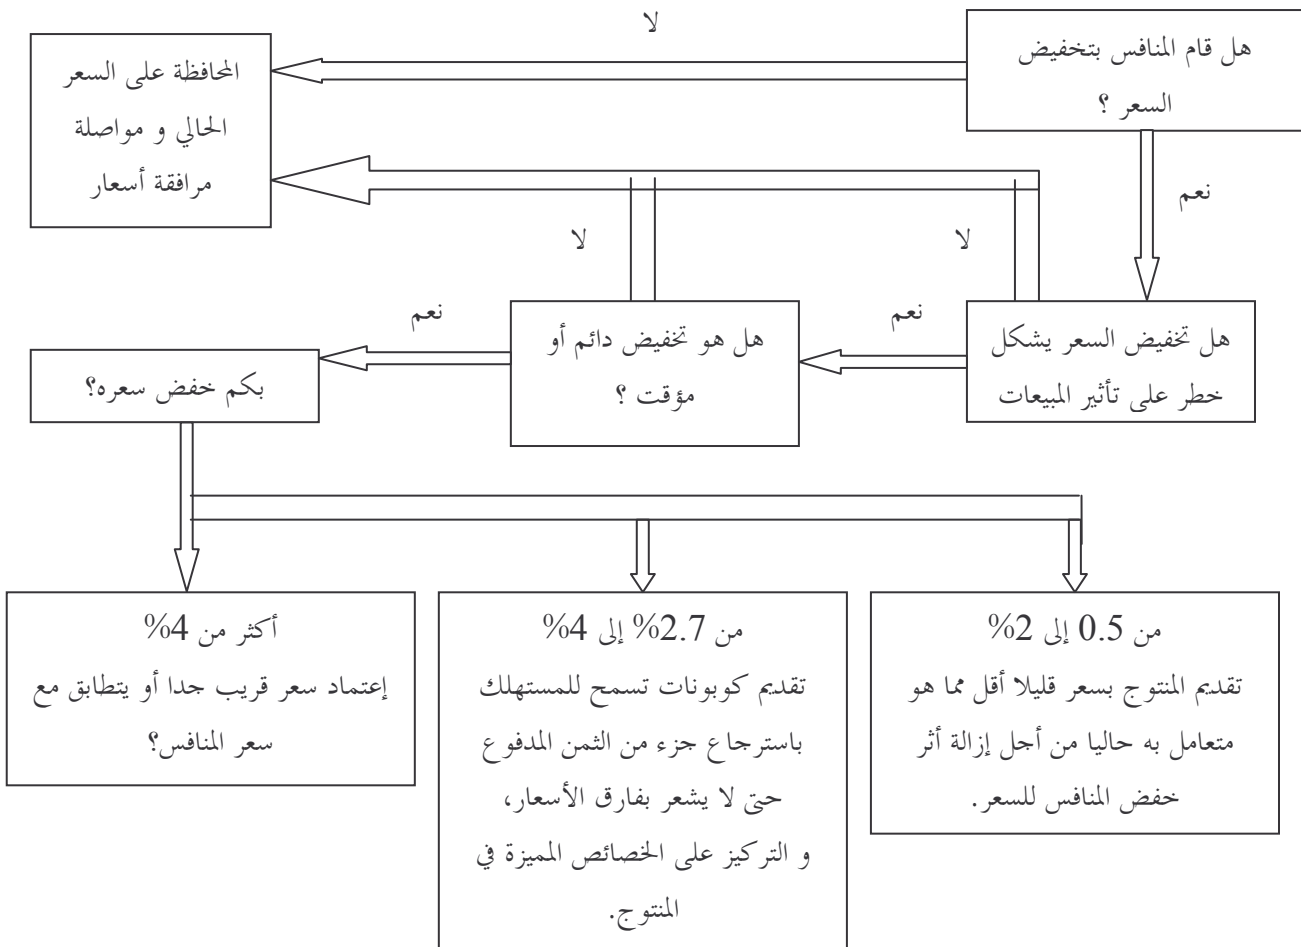 لا
هل قام المنافس بتخفيض
السعر ؟
المحافظة على السعر
الحالي و مواصلة
مرافقة أسعار
نعم
لا
لا
هل تخفيض السعر يشكل
خطر على تأثير المبيعات
نعم
هل هو تخفيض دائم أو
مؤقت ؟
نعم
بكم خفض سعره؟
من 0.5 إلى 2%
تقديم المنتوج بسعر قليلا أقل مما هو
متعامل به حاليا من أجل إزالة أثر
خفض المنافس للسعر.
من 2.7% إلى 4%
تقديم كوبونات تسمح للمستهلك
باسترجاع جزء من الثمن المدفوع
حتى لا يشعر بفارق الأسعار،
و التركيز على الخصائص المميزة في
المنتوج.
أكثر من 4%
إعتماد سعر قريب جدا أو يتطابق مع
سعر المنافس؟